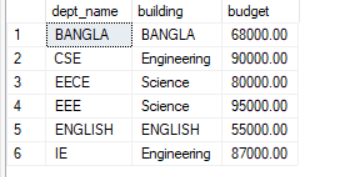 dept_name building budget
1 BANGLA BANGLA 68000.00
2 CSE Engineering 90000.00
3 EECE Science 80000.00
4 EEE Science 95000.00
5 ENGLISH ENGLISH 55000.00
6 IE Engineering 87000.00